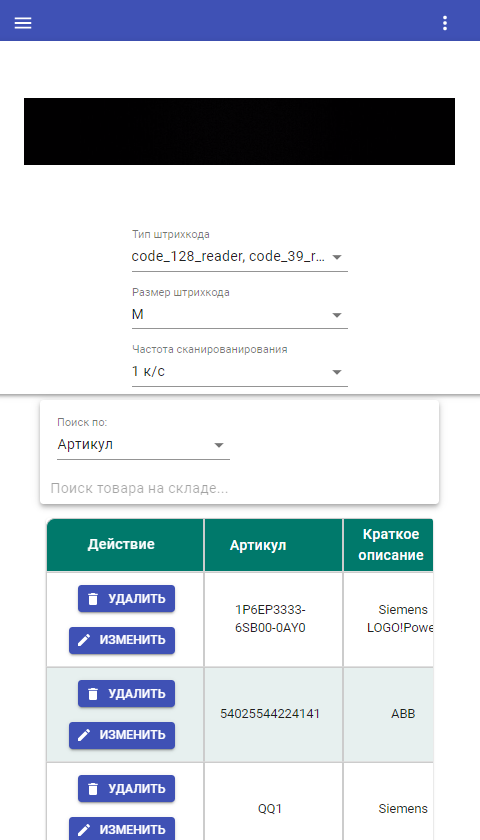 Тип штрихкода
code_128_reader, code_39_r...
Размер штрихкода
M
Частота сканированирования
1 к/с
Поиск по:
Артикул
Поиск товара на складе...
Действие
Артикул
Краткое
описание
УДАЛИТЬ
ИЗМЕНИТЬ
1P6EP3333-
6SB00-0AY0
Siemens
LOGO!Powe
УДАЛИТЬ
ИЗМЕНИТЬ
54025544224141
ABB
УДАЛИТЬ
ИЗМЕНИТЬ
QQ1
Siemens